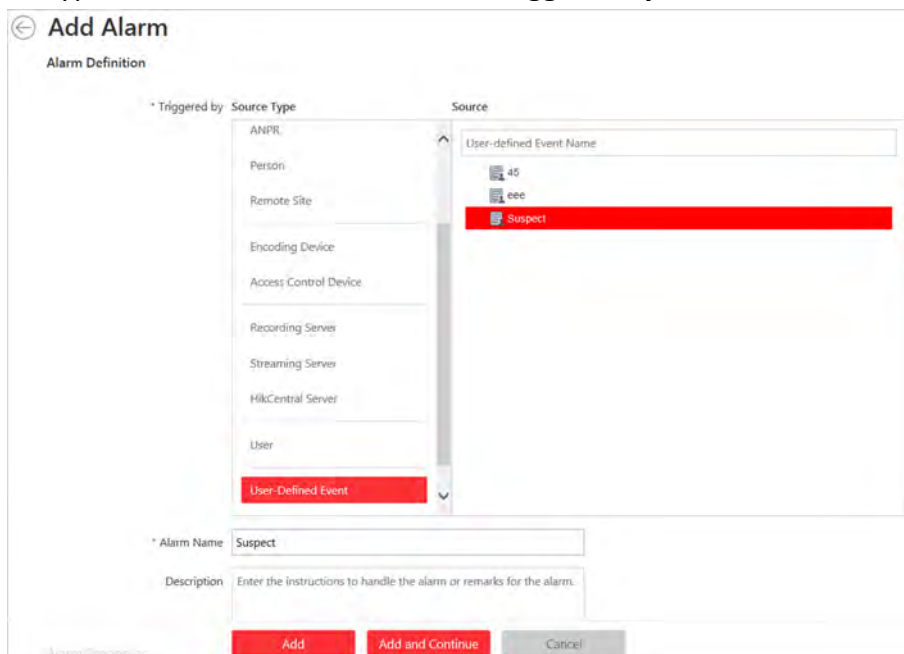 Add Alarm
Alarm Definition
* Triggered by Source Type Source
ANPR
Person
Remote Site
Encoding Device
Access Control Device
Recording Server
Streaming Server
HikCentral Server
User
User-Defined Event
User-defined Event Name
45
eee
Suspect
* Alarm Name Suspect
Description Enter the instructions to handle the alarm or remarks for the alarm.
Add Add and Continue Cancel